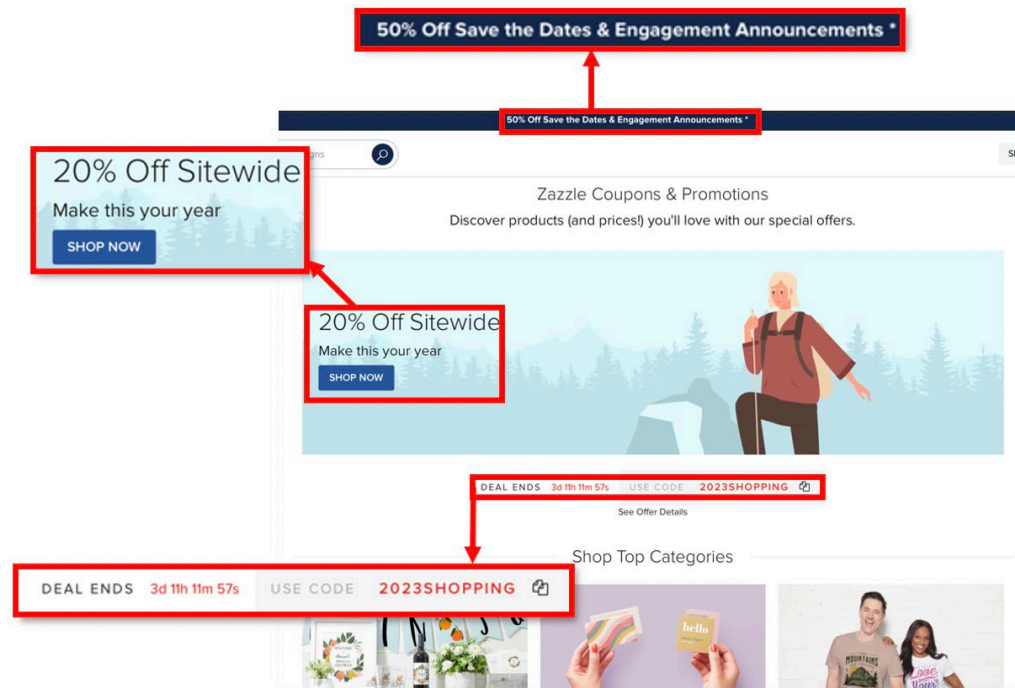 50% Off Save the Dates & Engagement Announcements *
50% Off Save the Dates & Engagement Announcements *
20% Off Sitewide
Make this your year
SHOP NOW
Zazzle Coupons & Promotions
Discover products (and prices!) you'll love with our special offers.
20% Off Sitewide
Make this your year
SHOP NOW
DEAL ENDS 3d 11h 11m 57s USE CODE 2023SHOPPING
See Offer Details
Shop Top Categories
DEAL ENDS 3d 11h 11m 57s USE CODE 2023SHOPPING
hello
MOUNTAINS
Love